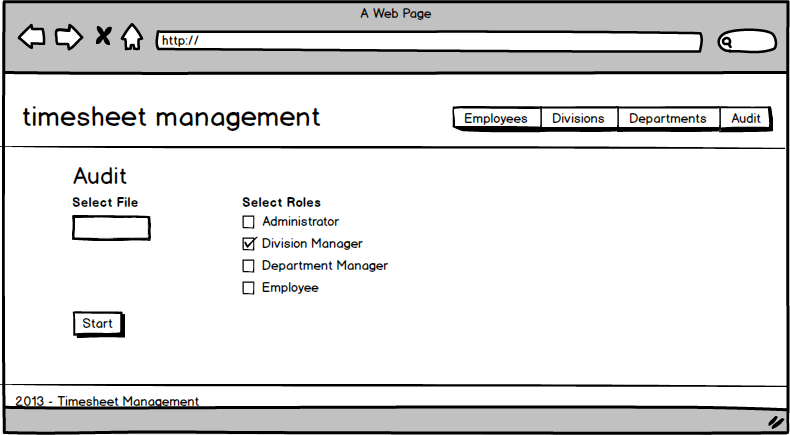 A Web Page
http://
timesheet management
Employees Divisions Departments Audit
Audit
Select File Select Roles
Administrator
Division Manager
Department Manager
Employee
Start
2013 - Timesheet Management